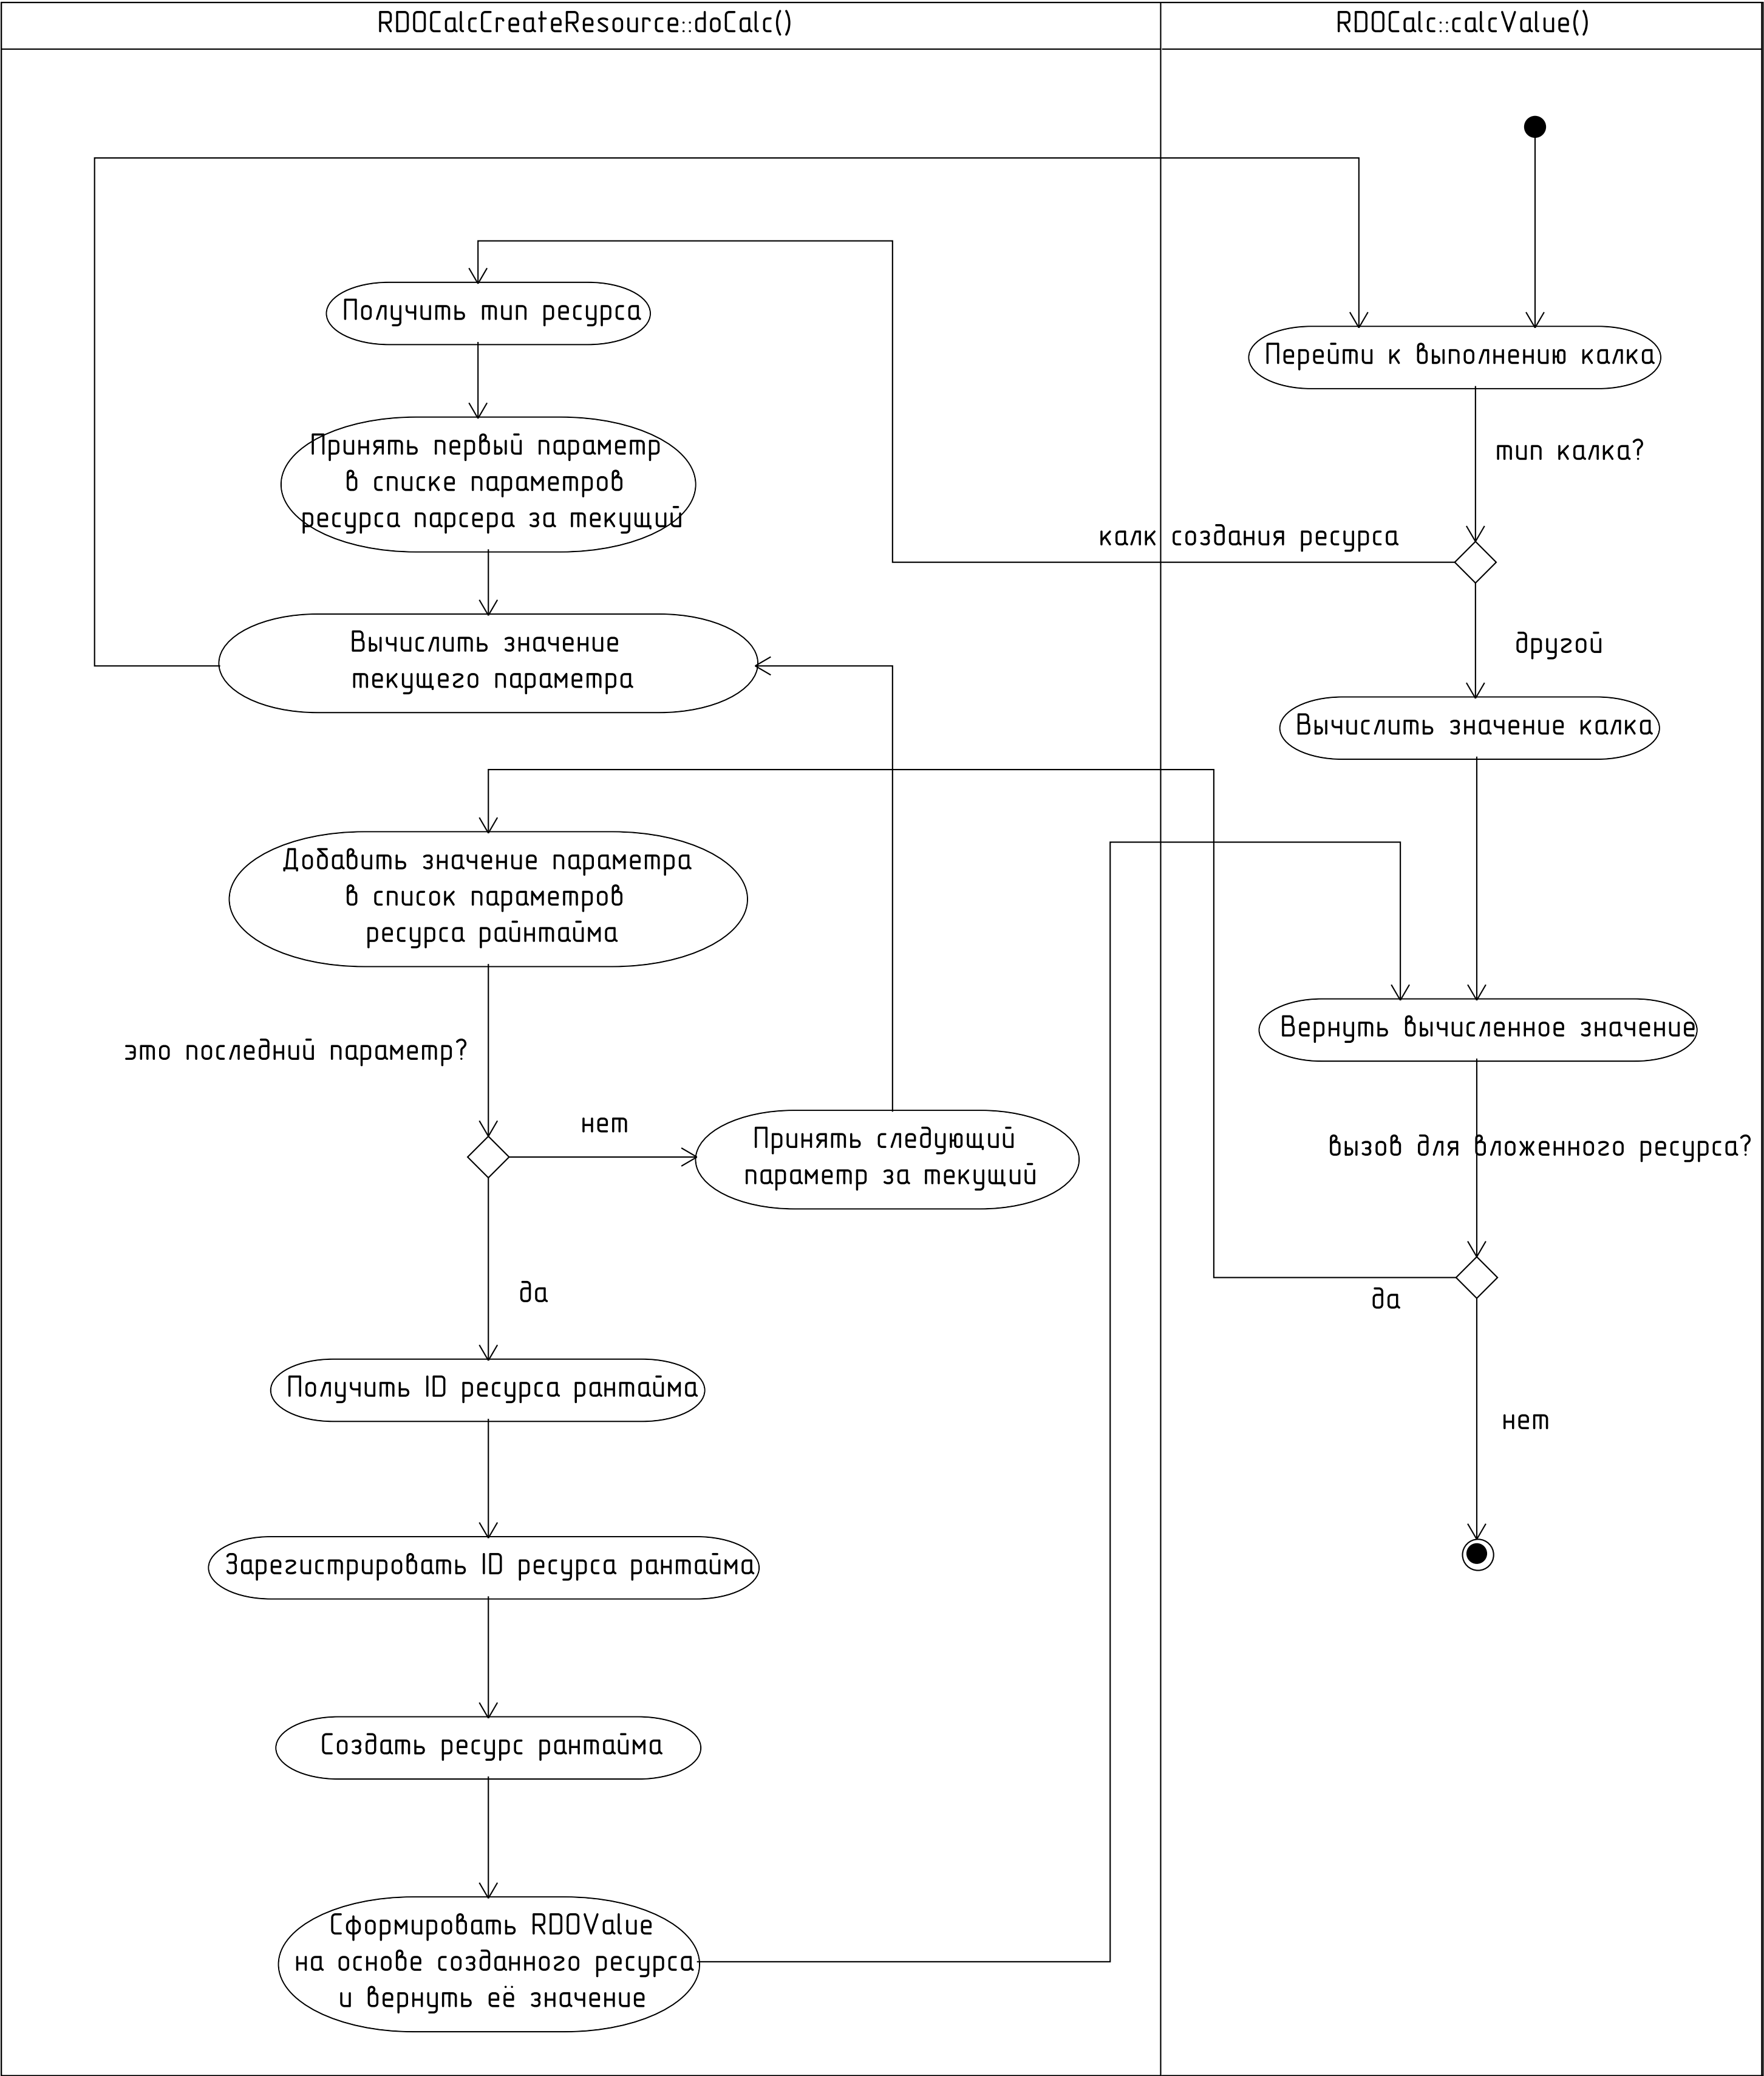 RDOCalcCreateResource::doCalc()
RDOCalc::calcValue()
Получить тип ресурса
Перейти к выполнению калка
Принять первый параметр
в списке параметров
ресурса парсера за текущий
тип калка?
калк создания ресурса
Вычислить значение
текущего параметра
другой
Вычислить значение калка
Добавить значение параметра
в список параметров
ресурса райнтайма
Вернуть вычисленное значение
это последний параметр?
нет
Принять следующий
параметр за текущий
вызов для вложенного ресурса?
да
да
Получить ID ресурса рантайма
нет
Зарегистрировать ID ресурса рантайма
Создать ресурс рантайма
Сформировать RDOValue
на основе созданного ресурса
и вернуть её значение